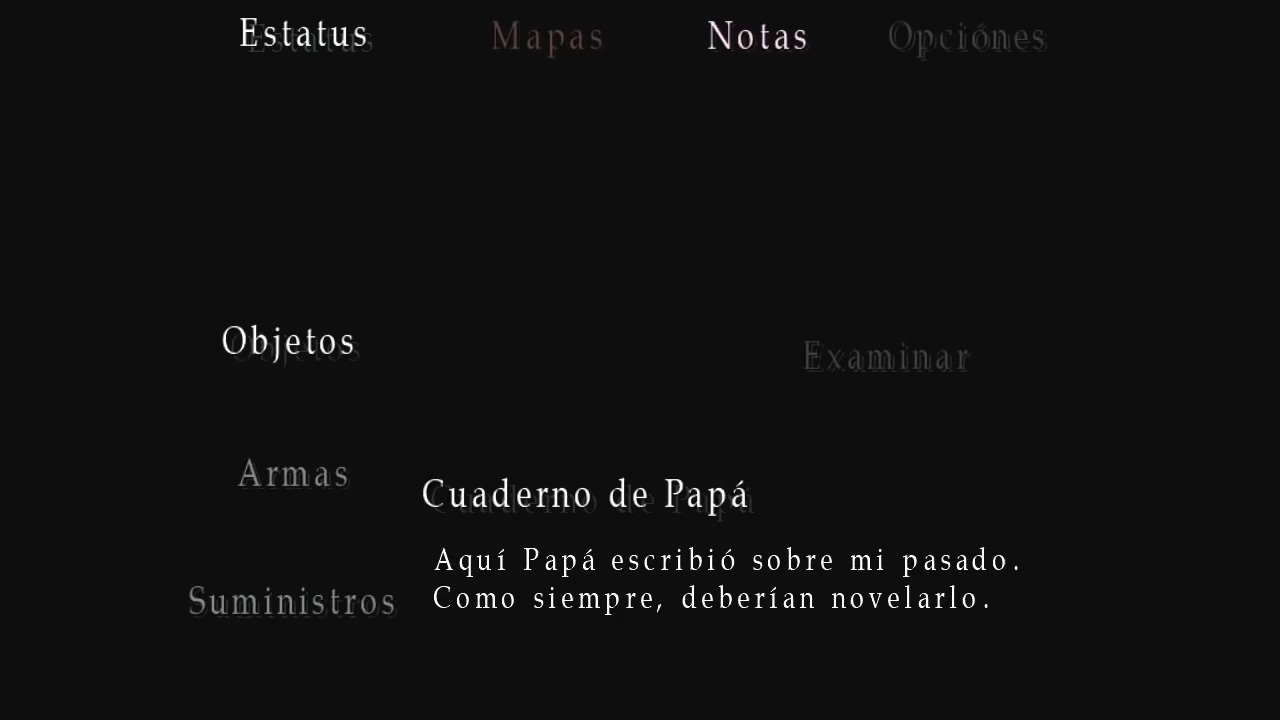 Estatus Mapas Notas Opciónes
Objetos
Examinar
Armas
Cuaderno de Papá
Aquí Papá escribió sobre mi pasado.
Como siempre, deberían novelarlo.
Suministros